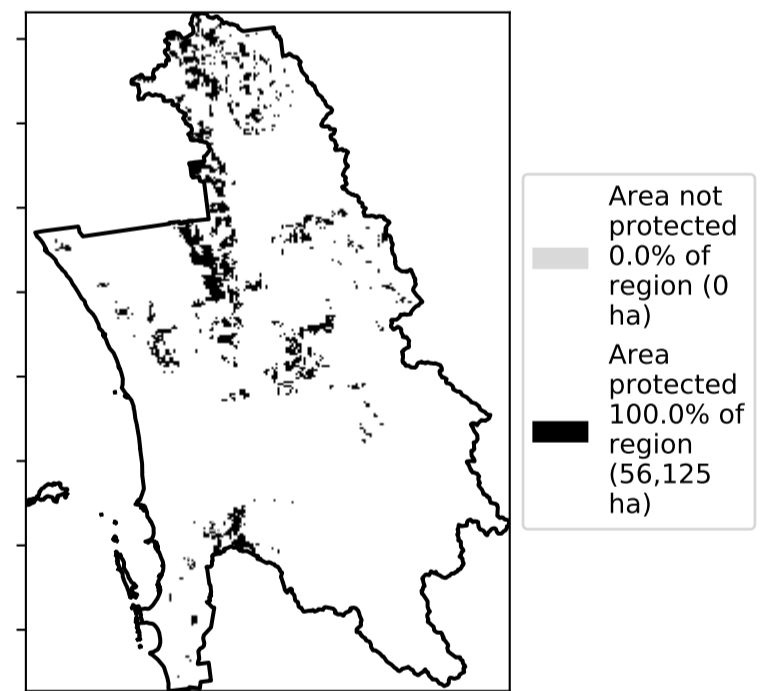 Area not
protected
0.0% of
region (0
ha)
Area
protected
100.0% of
region
(56,125
ha)